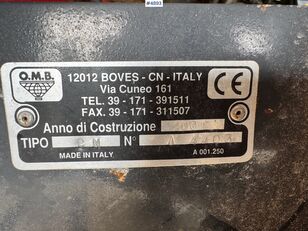 #4893
O.M.B.
12012 BOVES - CN - ITALY
Via Cuneo 161
TEL. 39 - 171 - 391511
FAX. 39 - 171 - 311507
CE
Anno di Costruzione
TIPO N°
MADE IN ITALY A 001.250